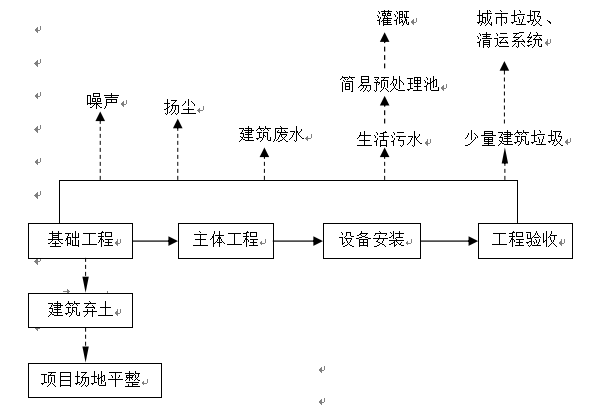 灌溉
城市垃圾、
清运系统
简易预处理池
噪声
扬尘
建筑废水
生活污水
少量建筑垃圾
基础工程
主体工程
设备安装
工程验收
建筑弃土
项目场地平整